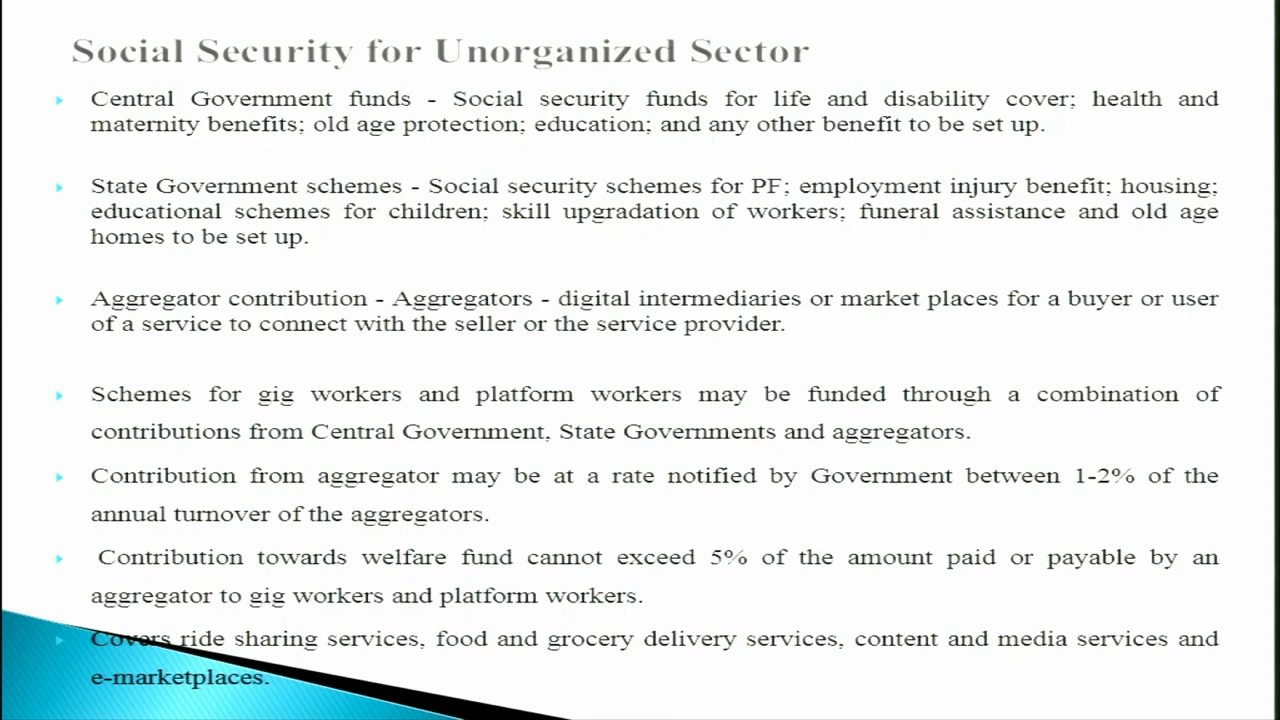 Social Security for Unorganized Sector
Central Government funds - Social security funds for life and disability cover; health and
maternity benefits; old age protection; education; and any other benefit to be set up.
State Government schemes - Social security schemes for PF; employment injury benefit; housing;
educational schemes for children; skill upgradation of workers; funeral assistance and old age
homes to be set up.
Aggregator contribution - Aggregators - digital intermediaries or market places for a buyer or user
of a service to connect with the seller or the service provider.
Schemes for gig workers and platform workers may be funded through a combination of
contributions from Central Government, State Governments and aggregators.
Contribution from aggregator may be at a rate notified by Government between 1-2% of the
annual turnover of the aggregators.
Contribution towards welfare fund cannot exceed 5% of the amount paid or payable by an
aggregator to gig workers and platform workers.
Covers ride sharing services, food and grocery delivery services, content and media services and
e-marketplaces.